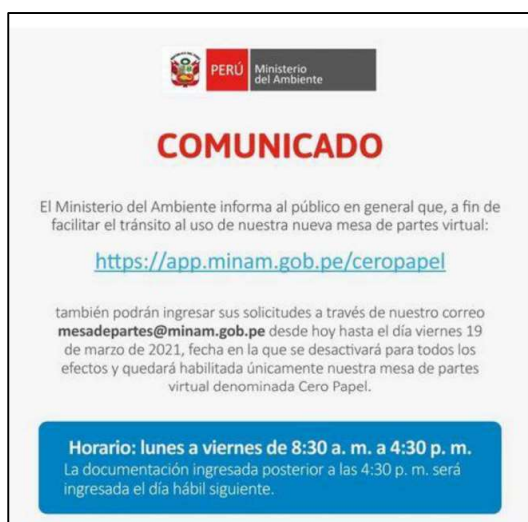 PERÚ
Ministerio
del Ambiente
COMUNICADO
El Ministerio del Ambiente informa al público en general que, a fin de
facilitar el tránsito al uso de nuestra nueva mesa de partes virtual:
https://app.minam.gob.pe/ceropapel
también podrán ingresar sus solicitudes a través de nuestro correo
mesadepartes@minam.gob.pe desde hoy hasta el día viernes 19
de marzo de 2021, fecha en la que se desactivará para todos los
efectos y quedará habilitada únicamente nuestra mesa de partes
virtual denominada Cero Papel.
Horario: lunes a viernes de 8:30 a. m. a 4:30 p. m.
La documentación ingresada posterior a las 4:30 p. m. será
ingresada el día hábil siguiente.